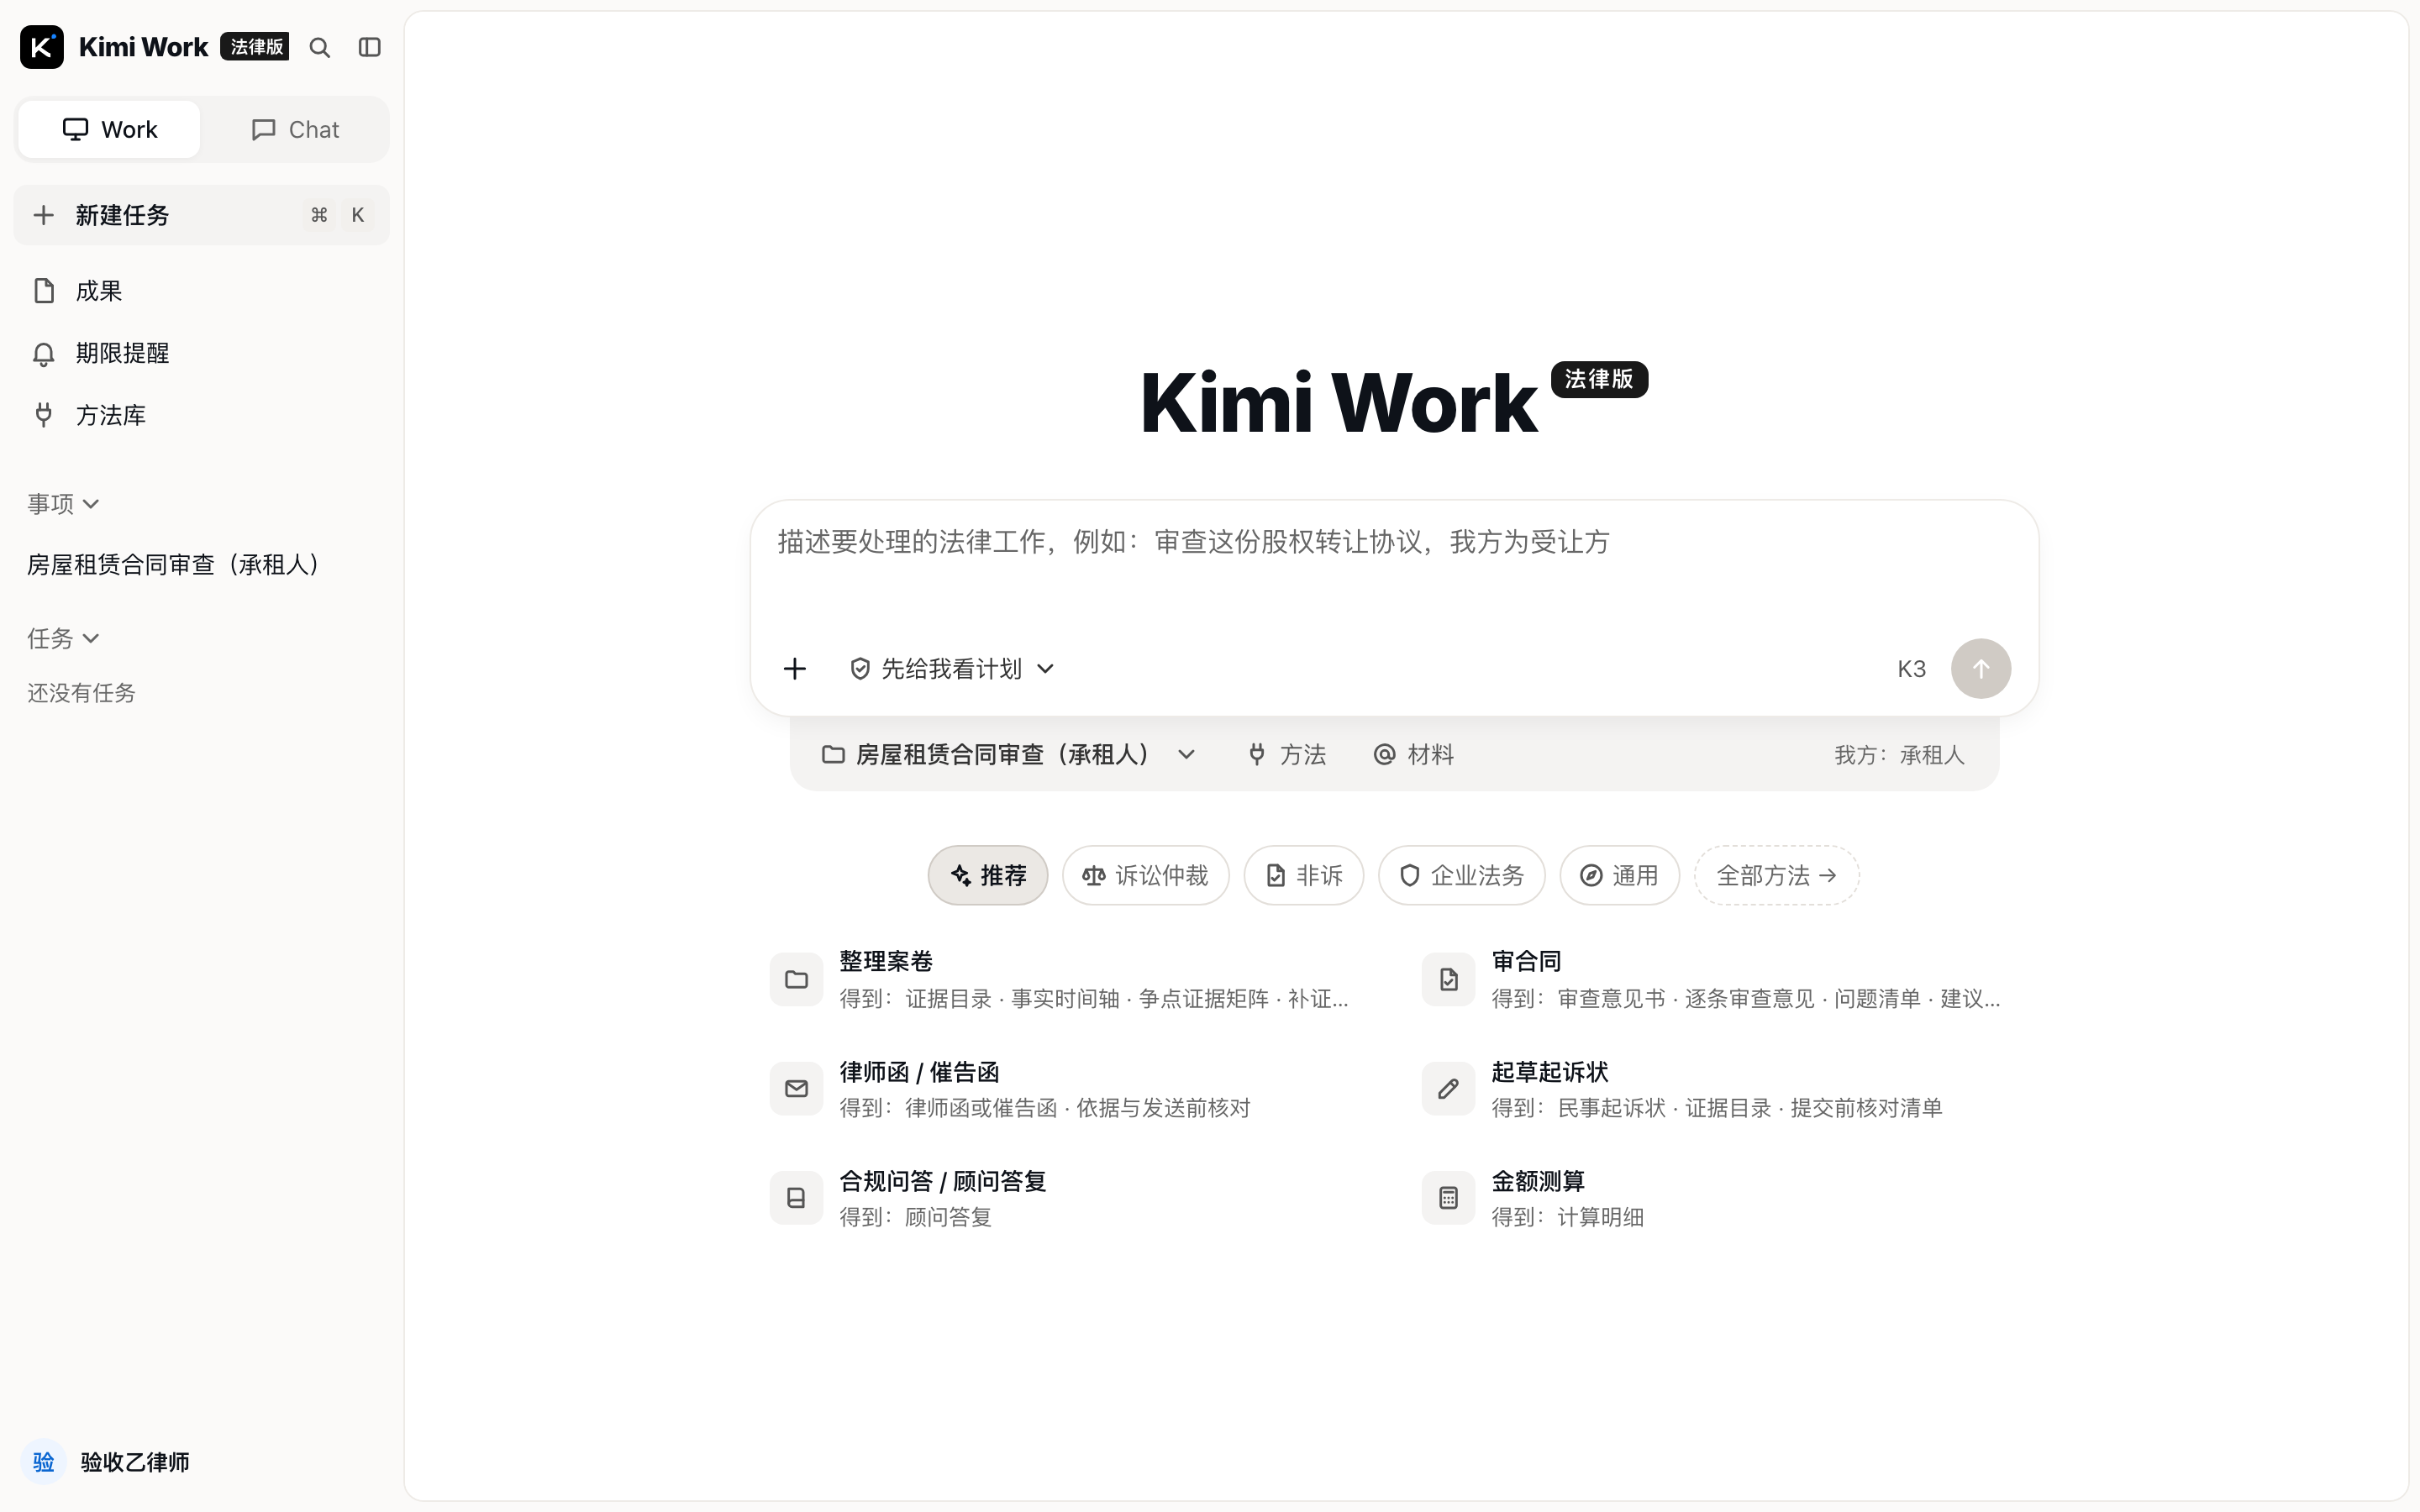 Kimi Work 法律版
Work
Chat
新建任务 ⌘ K
成果
期限提醒
方法库
事项
房屋租赁合同审查（承租人）
任务
还没有任务
验 验收乙律师
Kimi Work 法律版
描述要处理的法律工作，例如：审查这份股权转让协议，我方为受让方
先给我看计划
K3
房屋租赁合同审查（承租人）
方法
材料
我方：承租人
推荐
诉讼仲裁
非诉
企业法务
通用
全部方法 →
整理案卷
得到：证据目录 · 事实时间轴 · 争点证据矩阵 · 补证...
审合同
得到：审查意见书 · 逐条审查意见 · 问题清单 · 建议...
律师函 / 催告函
得到：律师函或催告函 · 依据与发送前核对
起草起诉状
得到：民事起诉状 · 证据目录 · 提交前核对清单
合规问答 / 顾问答复
得到：顾问答复
金额测算
得到：计算明细